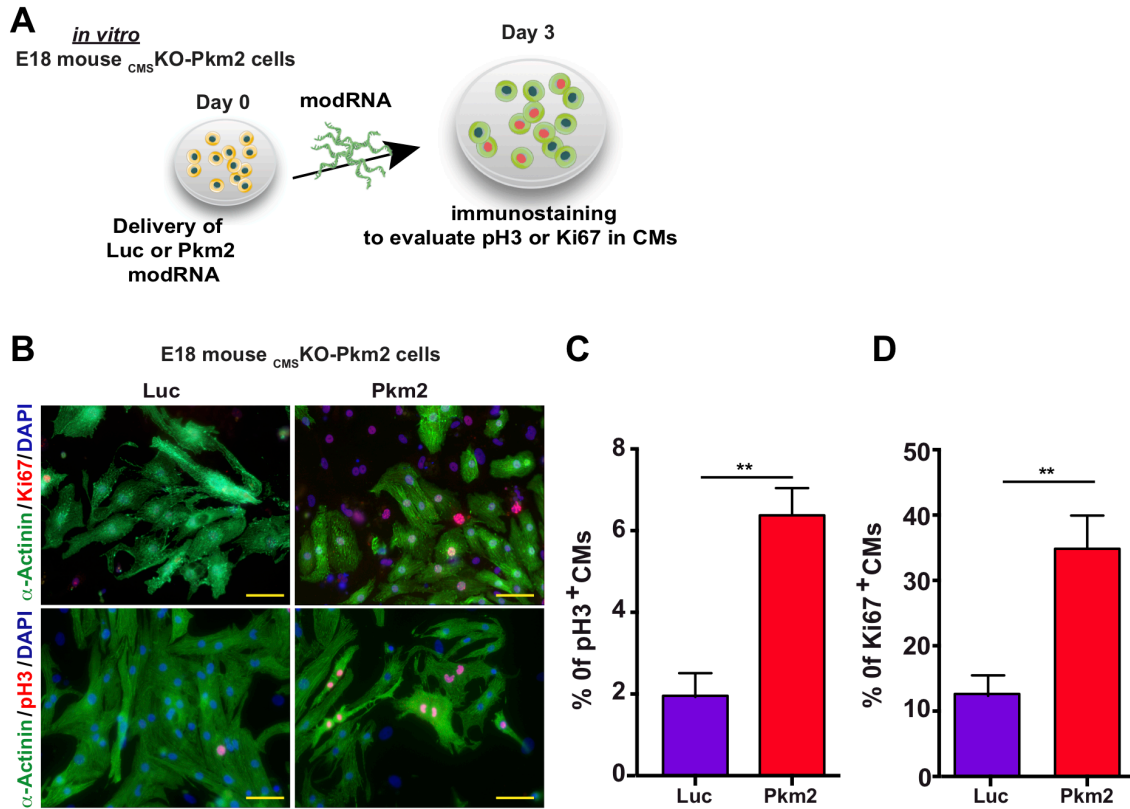 A
in vitro
E18 mouse CMSKO-Pkm2 cells
Day 0
modRNA
Day 3
Delivery of
Luc or Pkm2
modRNA
immunostaining
to evaluate pH3 or Ki67 in CMs
B
E18 mouse CMSKO-Pkm2 cells
Luc
Pkm2
α-Actinin/Ki67/DAPI
α-Actinin/pH3/DAPI
C
% 0f pH3+CMs
8
6
4
2
0
**
Luc
Pkm2
D
% 0f Ki67+CMs
50
40
30
20
10
0
**
Luc
Pkm2